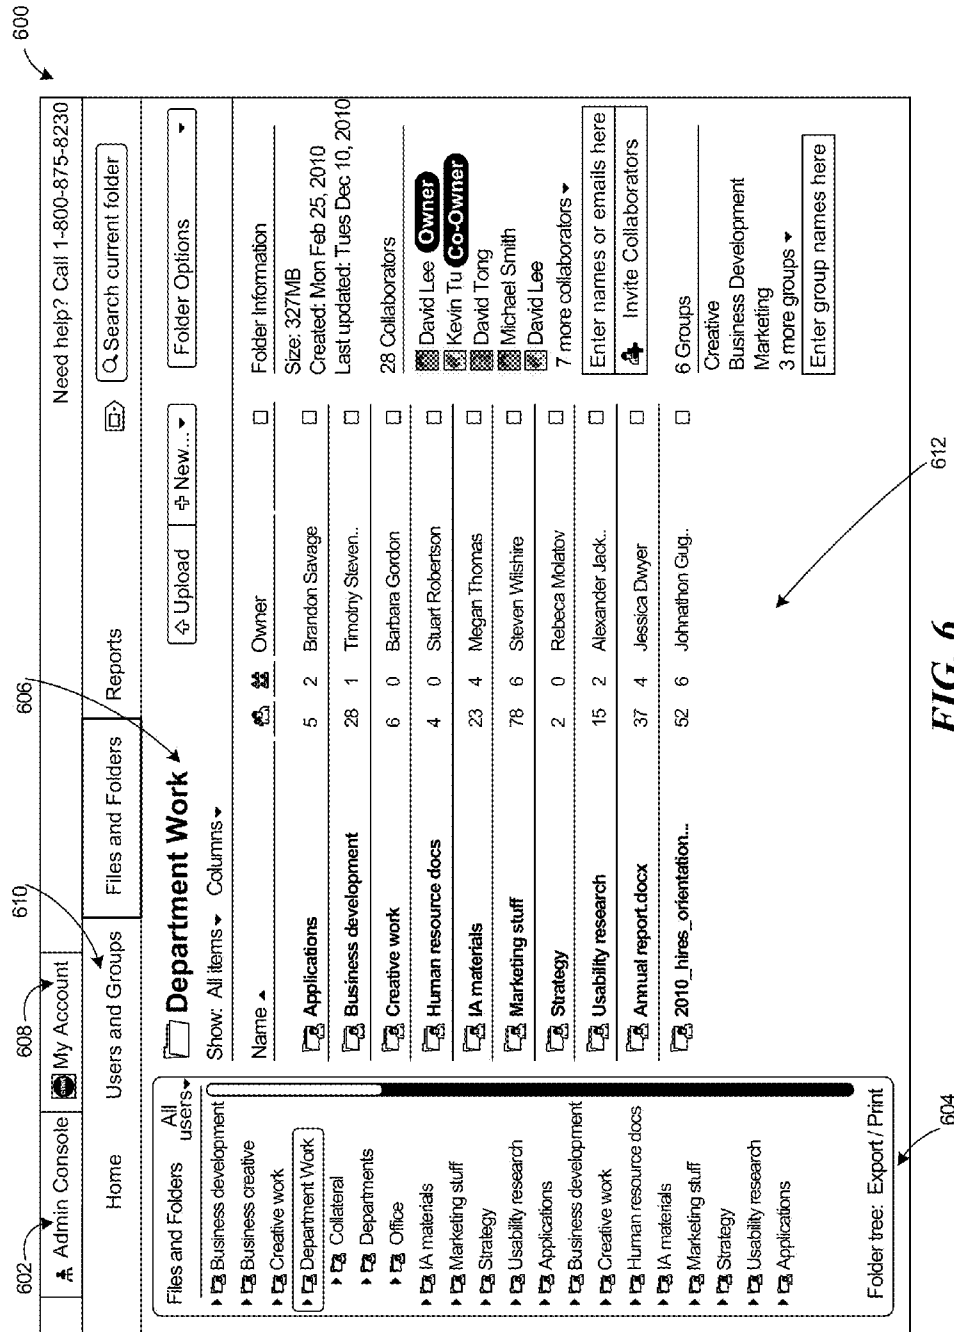 600
602
608
610
606
Admin Console
My Account
Need help? Call 1-800-875-8230
Home
Users and Groups
Files and Folders
Reports
Search current folder
Files and Folders
All users
Business development
Business creative
Creative work
Department Work
Collateral
Departments
Office
IA materials
Marketing stuff
Strategy
Usability research
Applications
Business development
Creative work
Human resource docs
IA materials
Marketing stuff
Strategy
Usability research
Applications
Folder tree: Export / Print
604
Department Work
Upload
New...
Folder Options
Show: All items Columns
Name Owner
Applications 5 2 Brandon Savage
Business development 28 1 Timothy Steven..
Creative work 6 0 Barbara Gordon
Human resource docs 4 0 Stuart Robertson
IA materials 23 4 Megan Thomas
Marketing stuff 78 6 Steven Wilshire
Strategy 2 0 Rebeca Molatov
Usability research 15 2 Alexander Jack..
Annual report.docx 37 4 Jessica Dwyer
2010_hires_orientation... 52 6 Johnathon Gug..
Folder Information
Size: 327MB
Created: Mon Feb 25, 2010
Last updated: Tues Dec 10, 2010
28 Collaborators
David Lee Owner
Kevin Tu Co-Owner
David Tong
Michael Smith
David Lee
7 more collaborators
Enter names or emails here
Invite Collaborators
6 Groups
Creative
Business Development
Marketing
3 more groups
Enter group names here
612
FIG. 6